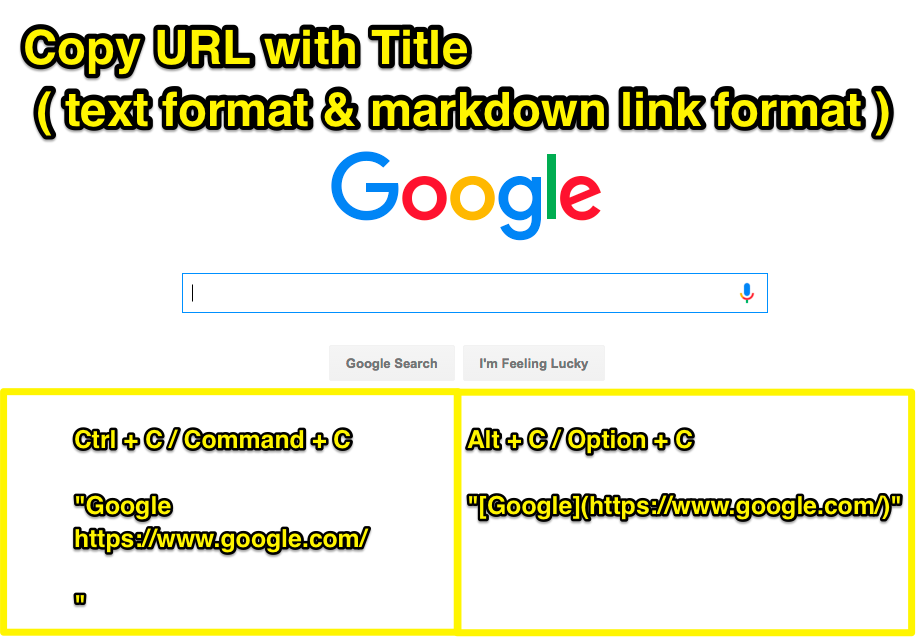 Copy URL with Title
( text format & markdown link format )
Google
Google Search
I'm Feeling Lucky
Ctrl + C / Command + C
"Google
https://www.google.com/
"
Alt + C / Option + C
"[Google](https://www.google.com/)"